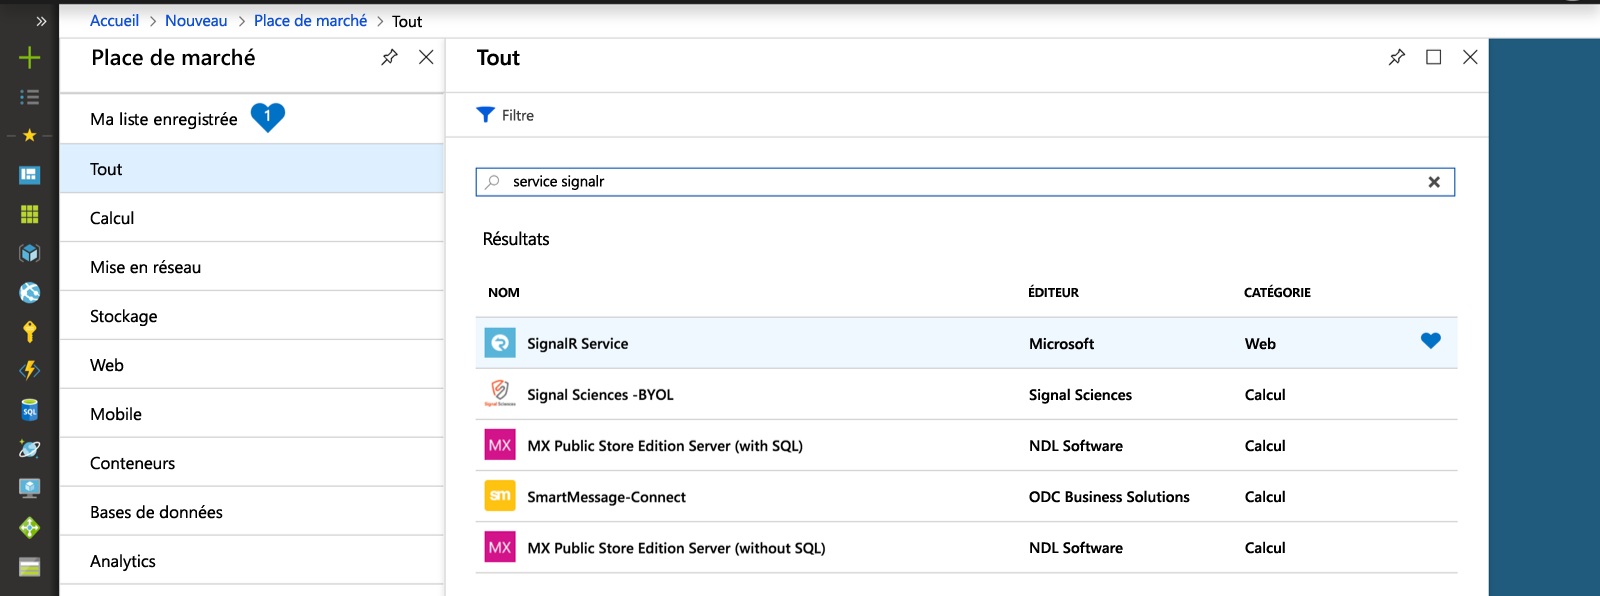 Accueil > Nouveau > Place de marché > Tout
Place de marché
Ma liste enregistrée 1
Tout
Calcul
Mise en réseau
Stockage
Web
Mobile
Conteneurs
Bases de données
Analytics
Tout
Filtre
service signalr
Résultats
NOM ÉDITEUR CATÉGORIE
SignalR Service Microsoft Web
Signal Sciences -BYOL Signal Sciences Calcul
MX MX Public Store Edition Server (with SQL) NDL Software Calcul
sm SmartMessage-Connect ODC Business Solutions Calcul
MX MX Public Store Edition Server (without SQL) NDL Software Calcul
SQL